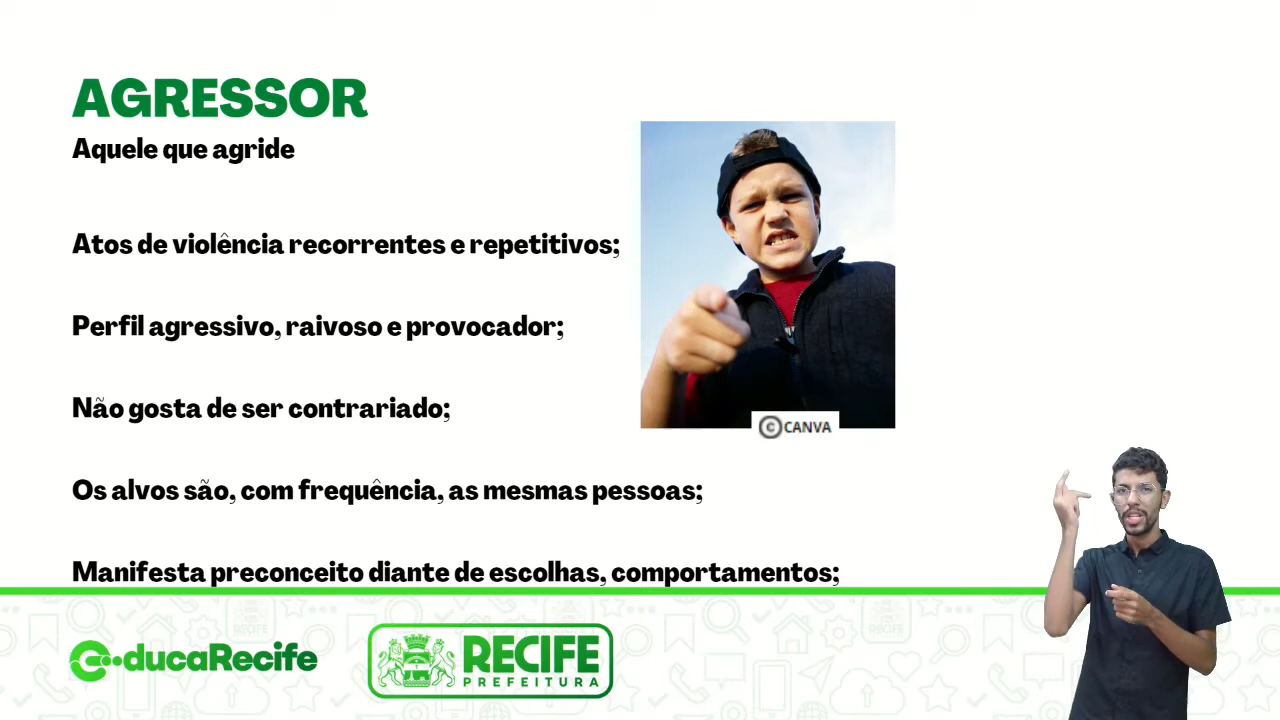 AGRESSOR
Aquele que agride
Atos de violência recorrentes e repetitivos;
Perfil agressivo, raivoso e provocador;
Não gosta de ser contrariado;
© CANVA
Os alvos são, com frequência, as mesmas pessoas;
Manifesta preconceito diante de escolhas, comportamentos;
educaRecife
RECIFE
PREFEITURA